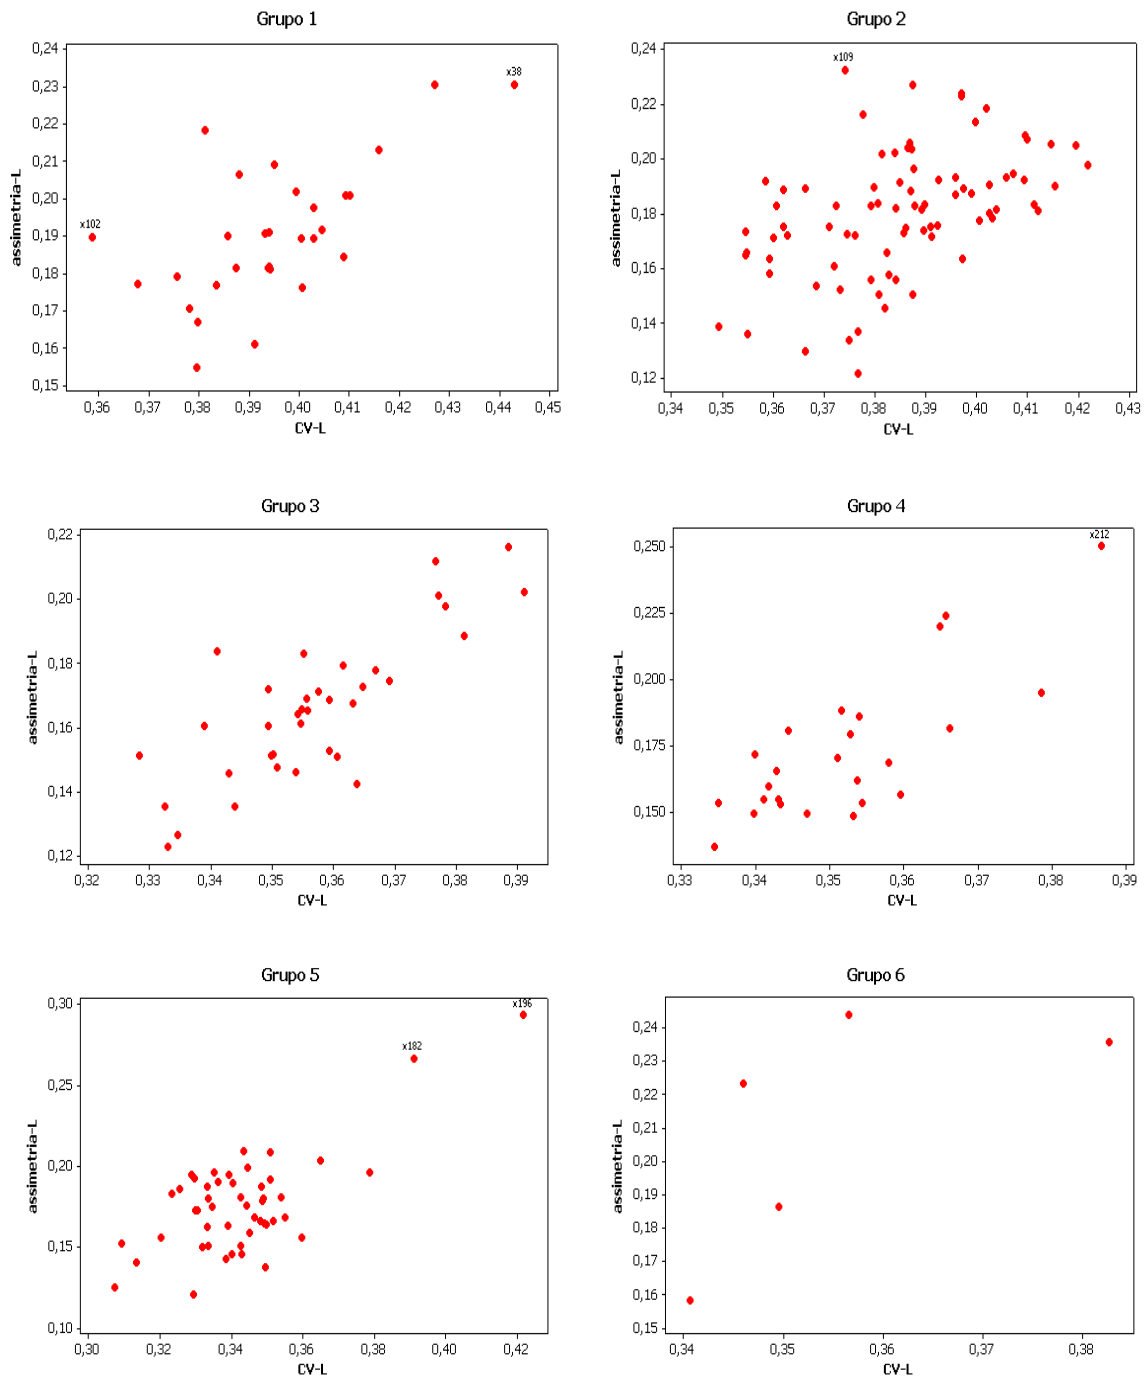 Grupo 1
0,24
0,23
0,22
0,21
0,20
0,19
0,18
0,17
0,16
0,15
assimetria-L
x38
x102
0,36 0,37 0,38 0,39 0,40 0,41 0,42 0,43 0,44 0,45
CV-L
Grupo 2
0,24
0,22
0,20
0,18
0,16
0,14
0,12
assimetria-L
x109
0,34 0,35 0,36 0,37 0,38 0,39 0,40 0,41 0,42 0,43
CV-L
Grupo 3
0,22
0,20
0,18
0,16
0,14
0,12
assimetria-L
0,32 0,33 0,34 0,35 0,36 0,37 0,38 0,39
CV-L
Grupo 4
0,250
0,225
0,200
0,175
0,150
assimetria-L
x212
0,33 0,34 0,35 0,36 0,37 0,38 0,39
CV-L
Grupo 5
0,30
0,25
0,20
0,15
0,10
assimetria-L
x196
x182
0,30 0,32 0,34 0,36 0,38 0,40 0,42
CV-L
Grupo 6
0,24
0,23
0,22
0,21
0,20
0,19
0,18
0,17
0,16
0,15
assimetria-L
0,34 0,35 0,36 0,37 0,38
CV-L